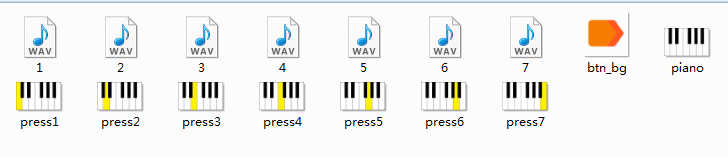 WAV WAV WAV WAV WAV WAV WAV
1 2 3 4 5 6 7 btn_bg piano
press1 press2 press3 press4 press5 press6 press7